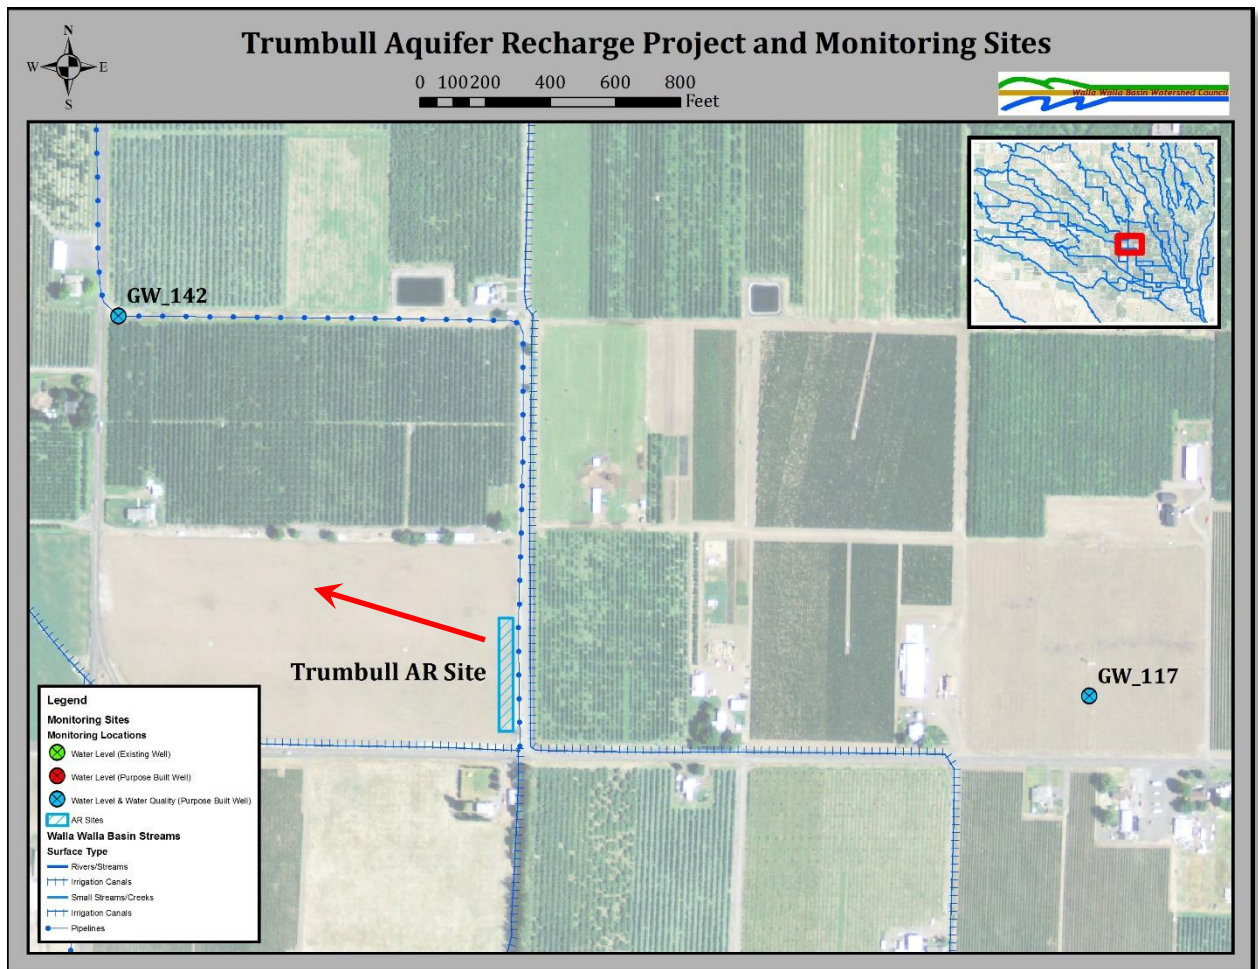 N
W E
S
Trumbull Aquifer Recharge Project and Monitoring Sites
0 100 200 400 600 800
Feet
Walla Walla Basin Watershed Council
GW_142
Trumbull AR Site
GW_117
Legend
Monitoring Sites
Monitoring Locations
Water Level (Existing Well)
Water Level (Purpose Built Well)
Water Level & Water Quality (Purpose Built Well)
AR Sites
Walla Walla Basin Streams
Surface Type
Rivers/Streams
Irrigation Canals
Small Streams/Creeks
Irrigation Canals
Pipelines